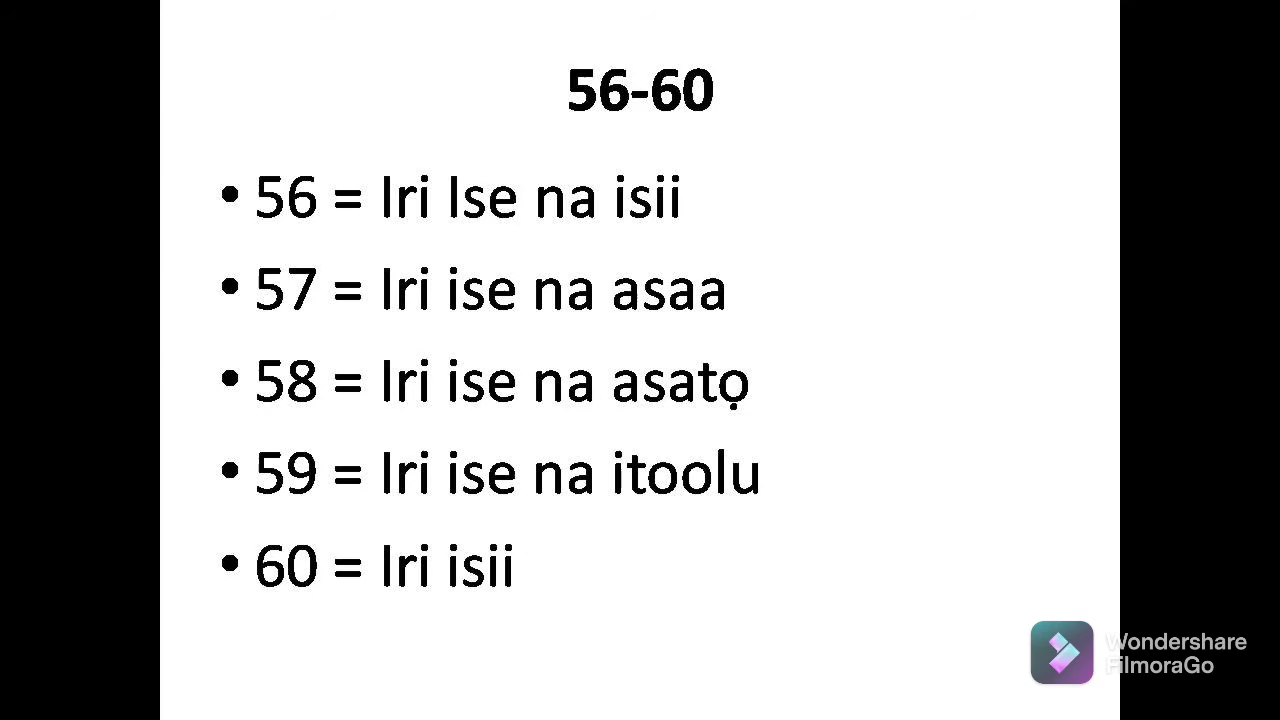 56-60
• 56 = Iri Ise na isii
• 57 = Iri ise na asaa
• 58 = Iri ise na asatọ
• 59 = Iri ise na itoolu
• 60 = Iri isii
Wondershare
FilmoraGo